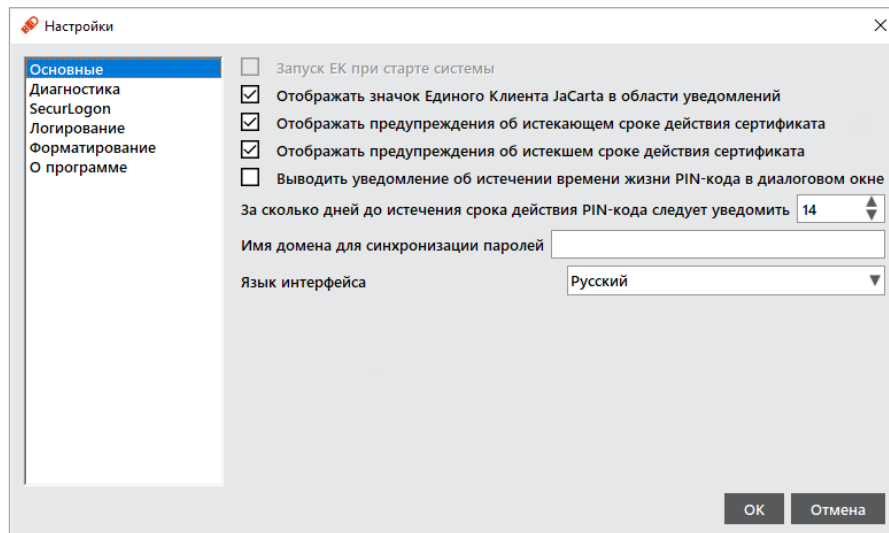 Настройки
Основные
Диагностика
SecurLogon
Логирование
Форматирование
О программе
Запуск ЕК при старте системы
Отображать значок Единого Клиента JaCarta в области уведомлений
Отображать предупреждения об истекающем сроке действия сертификата
Отображать предупреждения об истекшем сроке действия сертификата
Выводить уведомление об истечении времени жизни PIN-кода в диалоговом окне
За сколько дней до истечения срока действия PIN-кода следует уведомить 14
Имя домена для синхронизации паролей
Язык интерфейса Русский
ОК Отмена